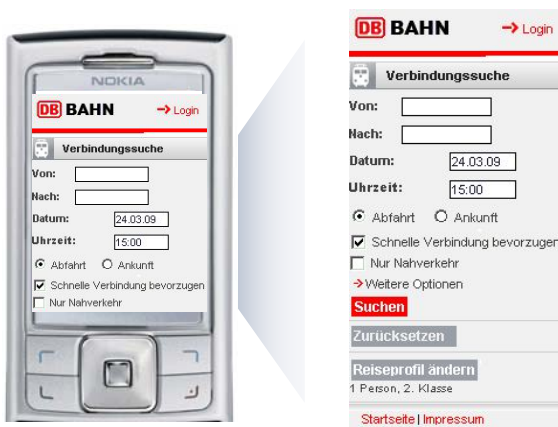 NOKIA
DB BAHN
Login
Verbindungssuche
Von:
Nach:
Datum: 24.03.09
Uhrzeit: 15:00
Abfahrt Ankunft
Schnelle Verbindung bevorzugen
Nur Nahverkehr
DB BAHN
Login
Verbindungssuche
Von:
Nach:
Datum: 24.03.09
Uhrzeit: 15:00
Abfahrt Ankunft
Schnelle Verbindung bevorzugen
Nur Nahverkehr
Weitere Optionen
Suchen
Zurücksetzen
Reiseprofil ändern
1 Person, 2. Klasse
Startseite | Impressum